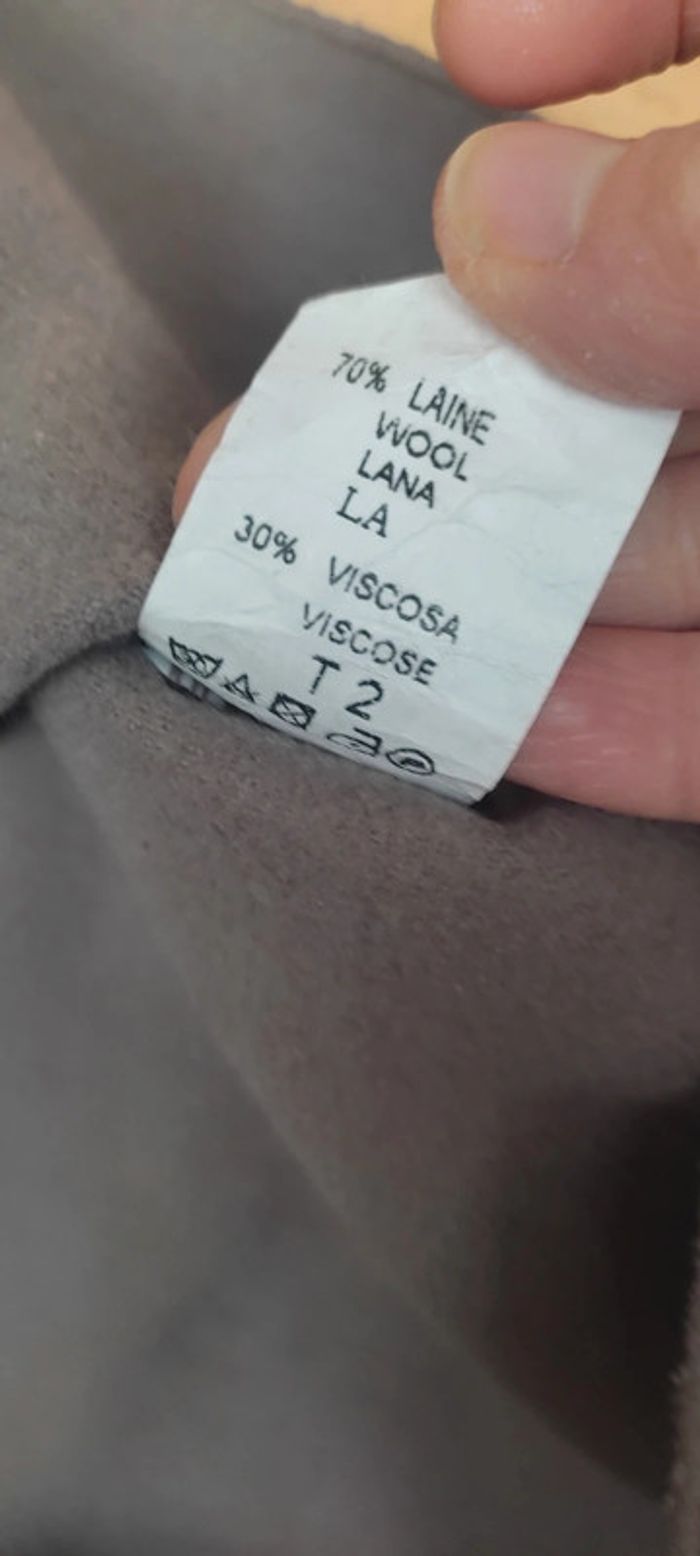 70% LAINE
WOOL
LANA
LA
30% VISCOSA
VISCOSE
T 2
P